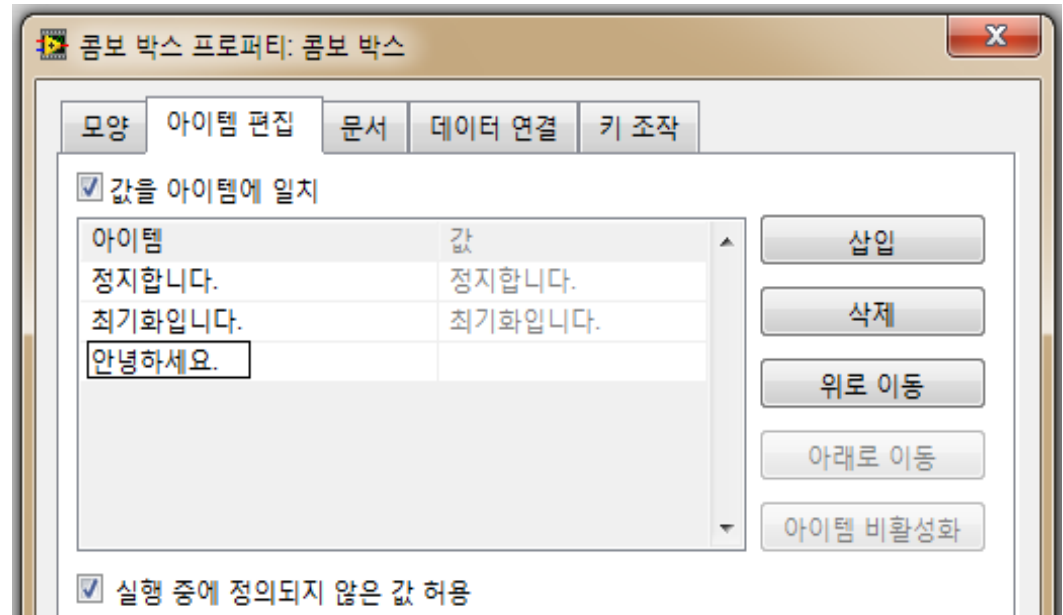 콤보 박스 프로퍼티: 콤보 박스
모양 아이템 편집 문서 데이터 연결 키 조작
값을 아이템에 일치
아이템 값
정지합니다. 정지합니다.
최기화입니다. 최기화입니다.
안녕하세요.
삽입
삭제
위로 이동
아래로 이동
아이템 비활성화
실행 중에 정의되지 않은 값 허용